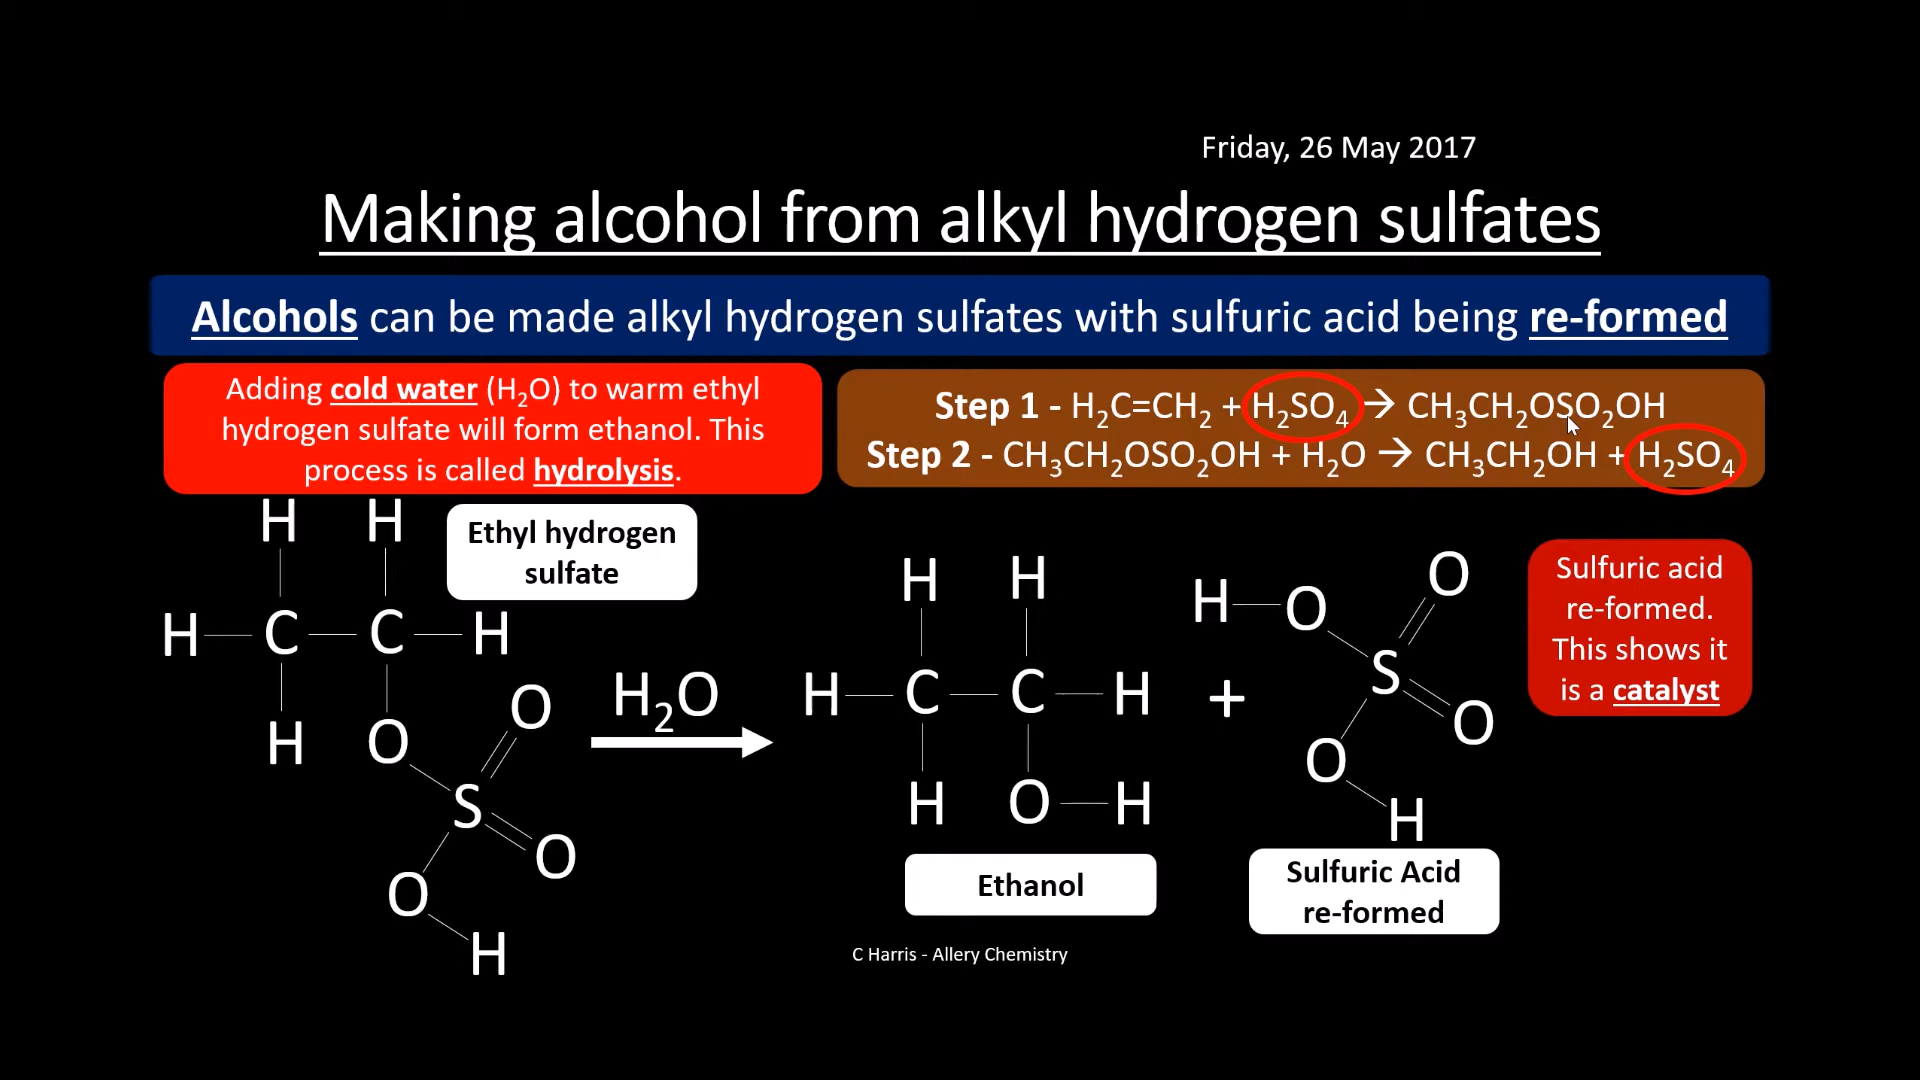 Friday, 26 May 2017
Making alcohol from alkyl hydrogen sulfates
Alcohols can be made alkyl hydrogen sulfates with sulfuric acid being re-formed
Adding cold water (H₂O) to warm ethyl
hydrogen sulfate will form ethanol. This
process is called hydrolysis.
Step 1 - H₂C=CH₂ + H₂SO₄ → CH₃CH₂OSO₂OH
Step 2 - CH₃CH₂OSO₂OH + H₂O → CH₃CH₂OH + H₂SO₄
Ethyl hydrogen
sulfate
H H
H C C H
H O O
S
O O
H
H₂O
H H
H C C H
H O H
Ethanol
+
H O O
S
O O
H
Sulfuric Acid
re-formed
Sulfuric acid
re-formed.
This shows it
is a catalyst
C Harris - Allery Chemistry